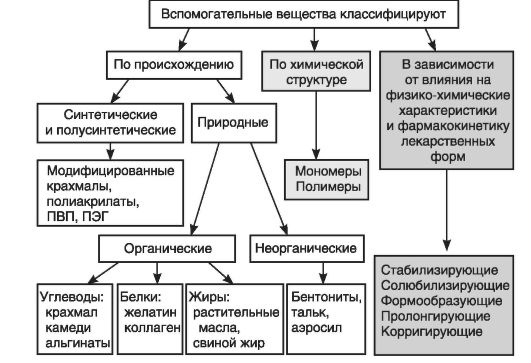 Вспомогательные вещества классифицируют
По происхождению
По химической
структуре
В зависимости
от влияния на
физико-химические
характеристики
и фармакокинетику
лекарственных
форм
Синтетические
и полусинтетические
Природные
Модифицированные
крахмалы,
полиакрилаты,
ПВП, ПЭГ
Мономеры
Полимеры
Органические
Неорганические
Углеводы:
крахмал
камеди
альгинаты
Белки:
желатин
коллаген
Жиры:
растительные
масла,
свиной жир
Бентониты,
тальк,
аэросил
Стабилизирующие
Солюбилизирующие
Формообразующие
Пролонгирующие
Корригирующие